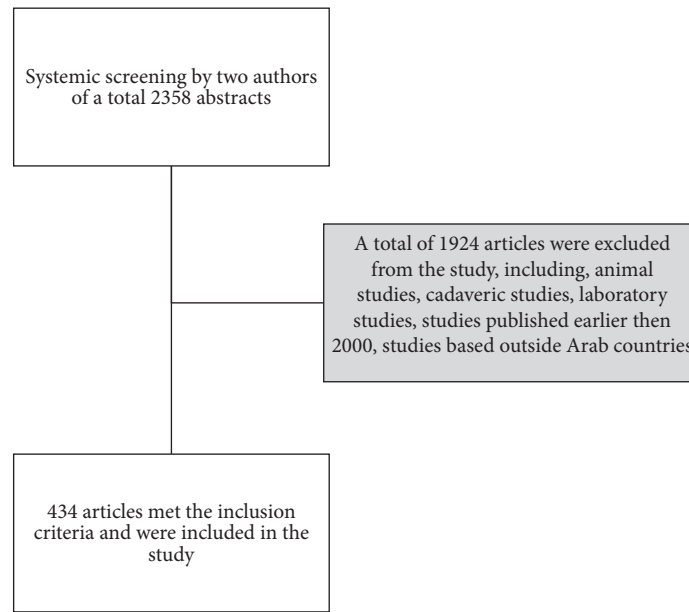 Systemic screening by two authors
of a total 2358 abstracts
A total of 1924 articles were excluded
from the study, including, animal
studies, cadaveric studies, laboratory
studies, studies published earlier then
2000, studies based outside Arab countries
434 articles met the inclusion
criteria and were included in the
study